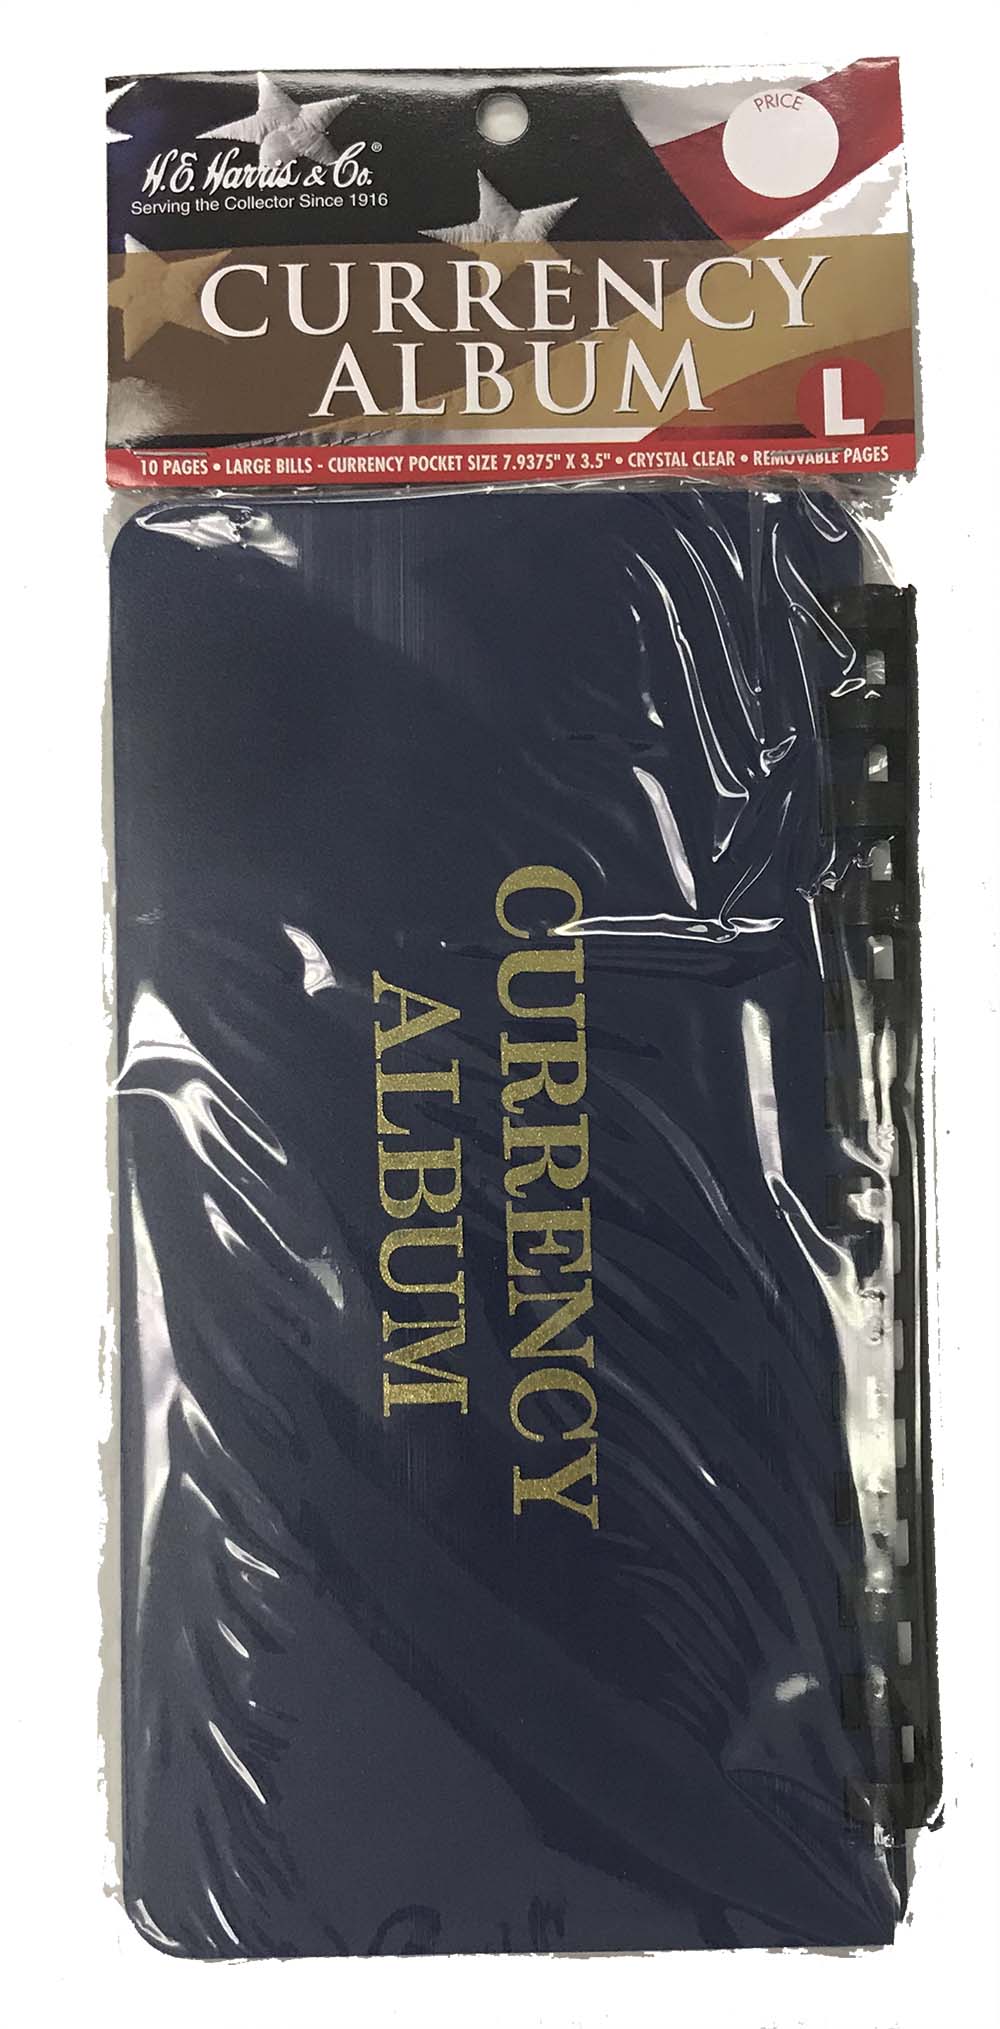 PRICE
H.E. Harris & Co.®
Serving the Collector Since 1916
CURRENCY
ALBUM
L
10 PAGES • LARGE BILLS - CURRENCY POCKET SIZE 7.9375" X 3.5" • CRYSTAL CLEAR • REMOVABLE PAGES
CURRENCY
ALBUM